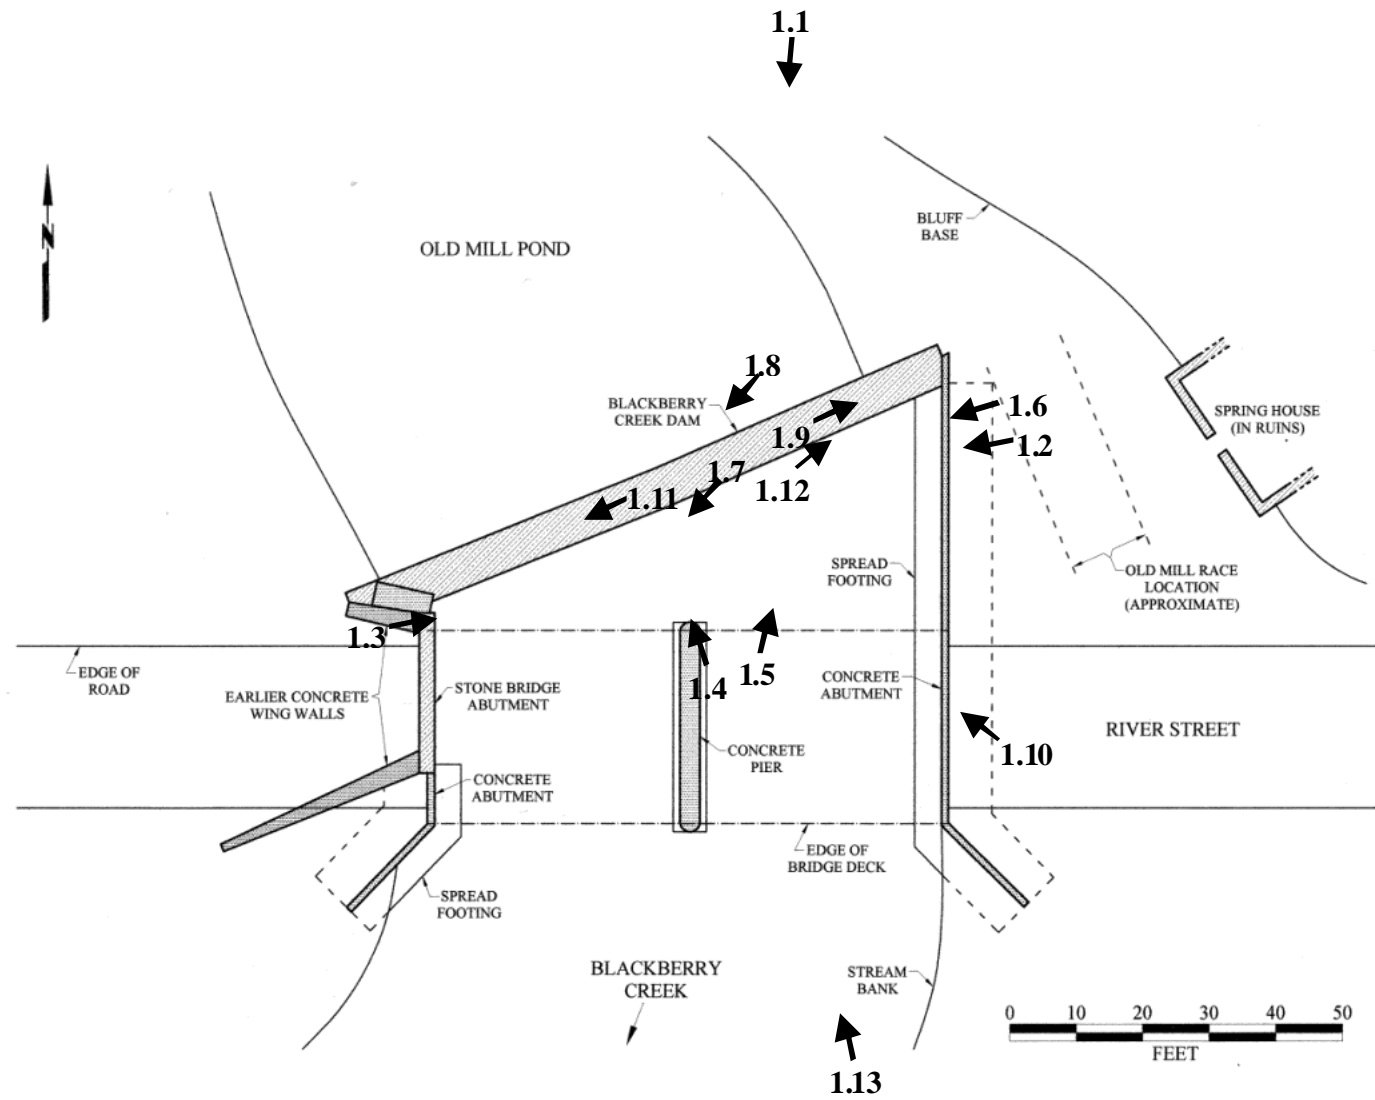 1.1
BLUFF
BASE
N
OLD MILL POND
1.8
BLACKBERRY
CREEK DAM
1.6
SPRING HOUSE
(IN RUINS)
1.9
1.2
1.7
1.12
1.11
SPREAD
FOOTING
OLD MILL RACE
LOCATION
(APPROXIMATE)
1.3
EDGE OF
ROAD
EARLIER CONCRETE
WING WALLS
STONE BRIDGE
ABUTMENT
1.4
1.5
CONCRETE
ABUTMENT
RIVER STREET
CONCRETE
PIER
1.10
CONCRETE
ABUTMENT
EDGE OF
BRIDGE DECK
SPREAD
FOOTING
BLACKBERRY
CREEK
STREAM
BANK
0 10 20 30 40 50
FEET
1.13